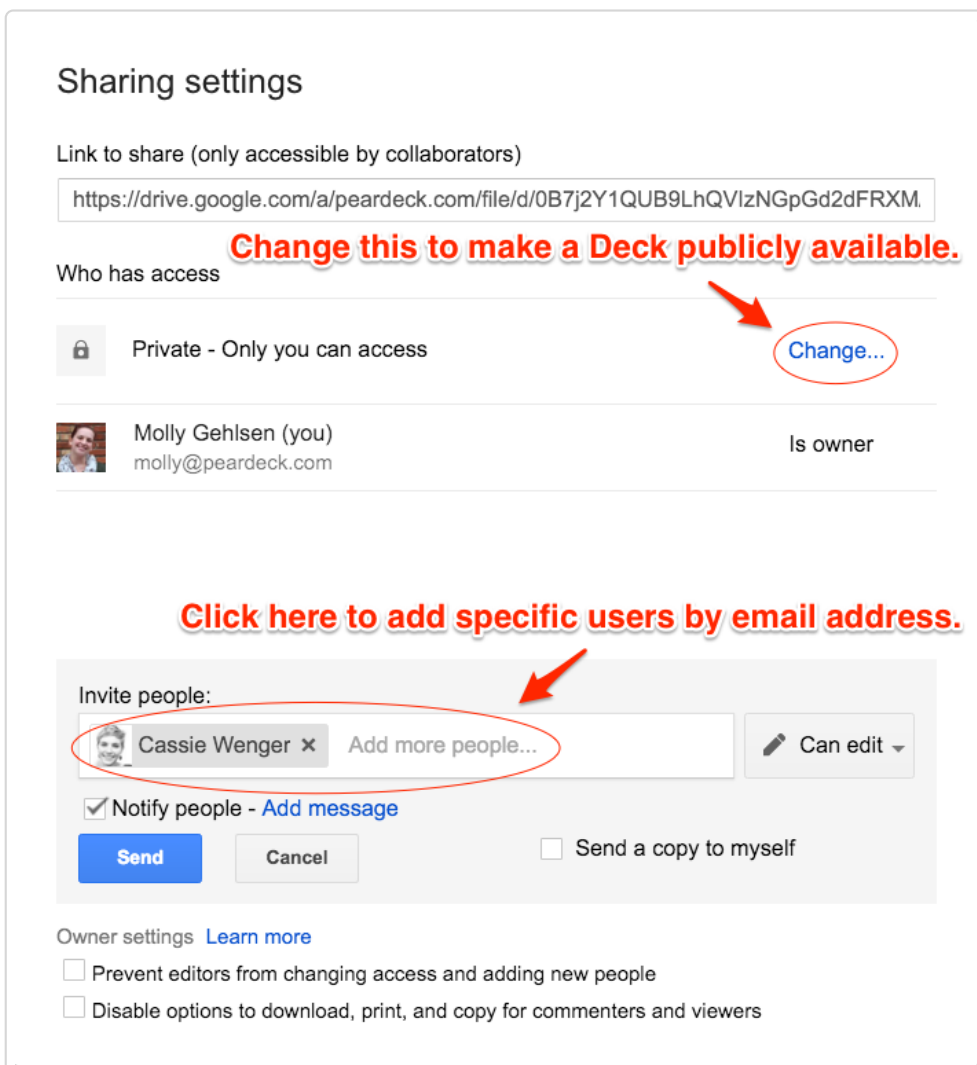 Sharing settings
Link to share (only accessible by collaborators)
https://drive.google.com/a/peardeck.com/file/d/0B7j2Y1QUB9LhQVIzNGpGd2dFRXM
Change this to make a Deck publicly available.
Who has access
Private - Only you can access Change...
Molly Gehlsen (you)
molly@peardeck.com
Is owner
Click here to add specific users by email address.
Invite people:
Cassie Wenger × Add more people... Can edit
Notify people - Add message
Send Cancel Send a copy to myself
Owner settings Learn more
Prevent editors from changing access and adding new people
Disable options to download, print, and copy for commenters and viewers